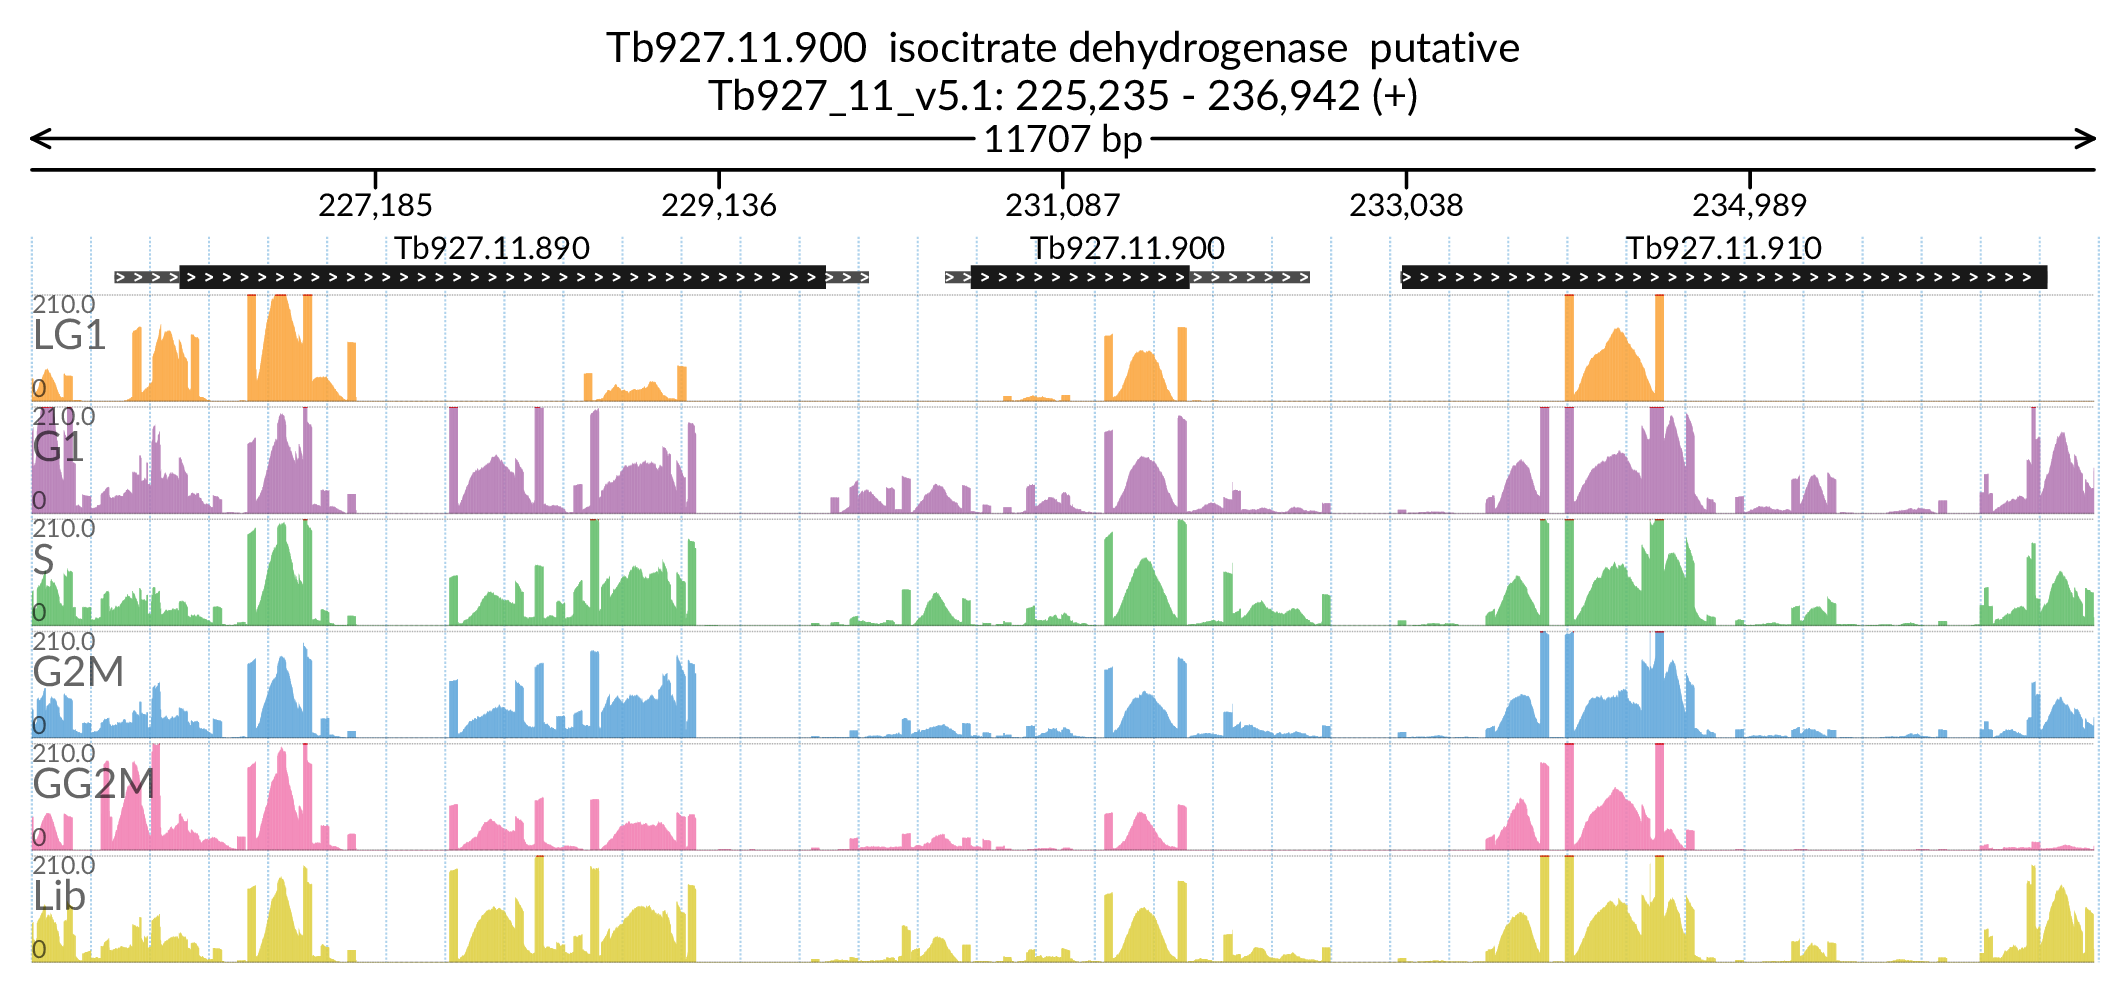 Tb927.11.900  isocitrate dehydrogenase  putative
Tb927_11_v5.1: 225,235 - 236,942 (+)
11707 bp
227,185 229,136 231,087 233,038 234,989
Tb927.11.890 Tb927.11.900 Tb927.11.910
210.0
LG1
0
210.0
G1
0
210.0
S
0
210.0
G2M
0
210.0
GG2M
0
210.0
Lib
0